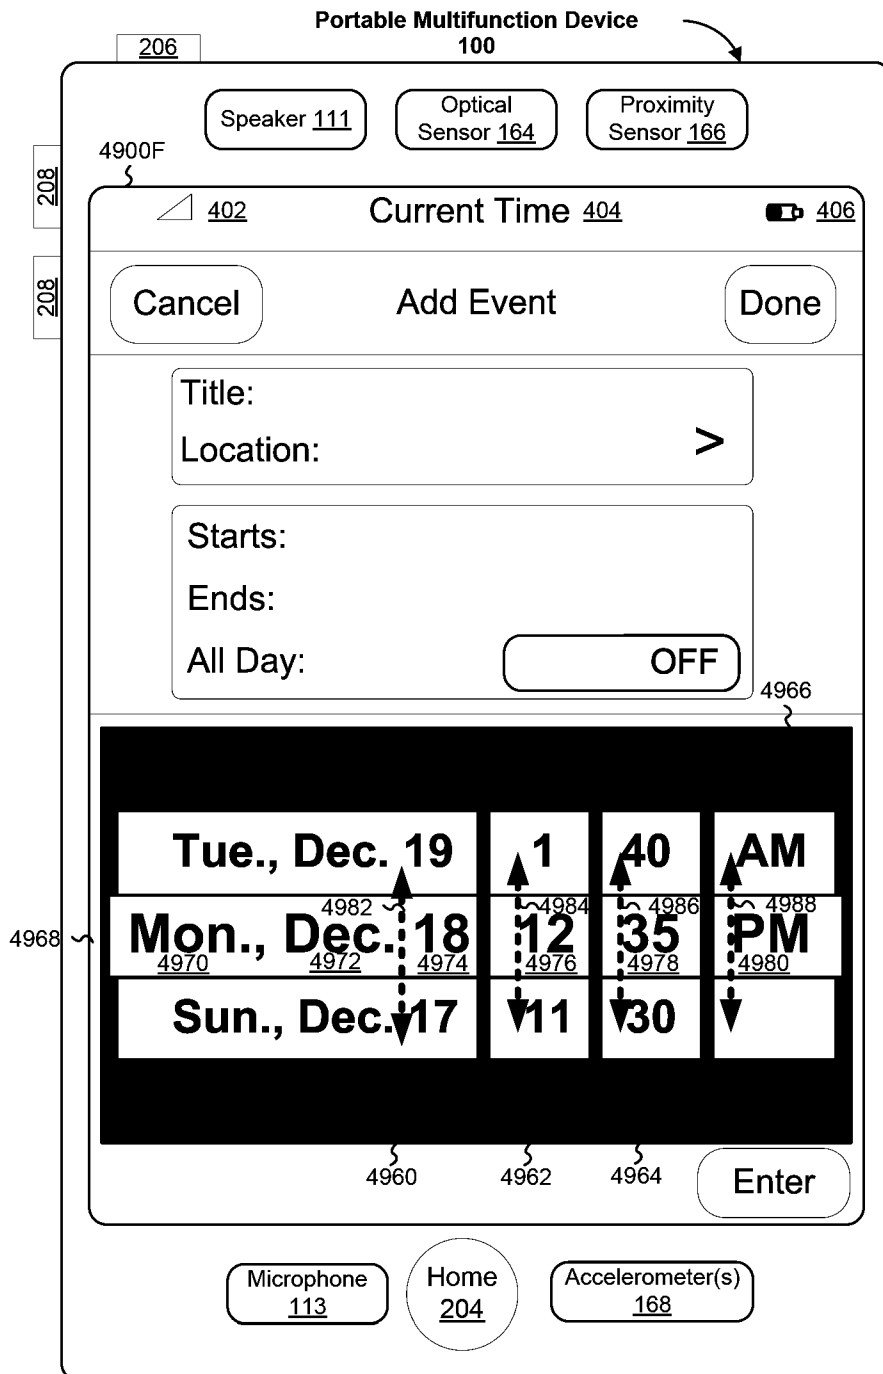 Portable Multifunction Device
100
206
Speaker 111
Optical
Sensor 164
Proximity
Sensor 166
4900F
208
208
402
Current Time 404
406
Cancel
Add Event
Done
Title:
Location:
>
Starts:
Ends:
All Day:
OFF
4966
Tue., Dec. 19
1
40
AM
4982
4984
4986
4988
4968
Mon., Dec. 18
12
35
PM
4970
4972
4974
4976
4978
4980
Sun., Dec. 17
11
30
4960
4962
4964
Enter
Microphone
113
Home
204
Accelerometer(s)
168